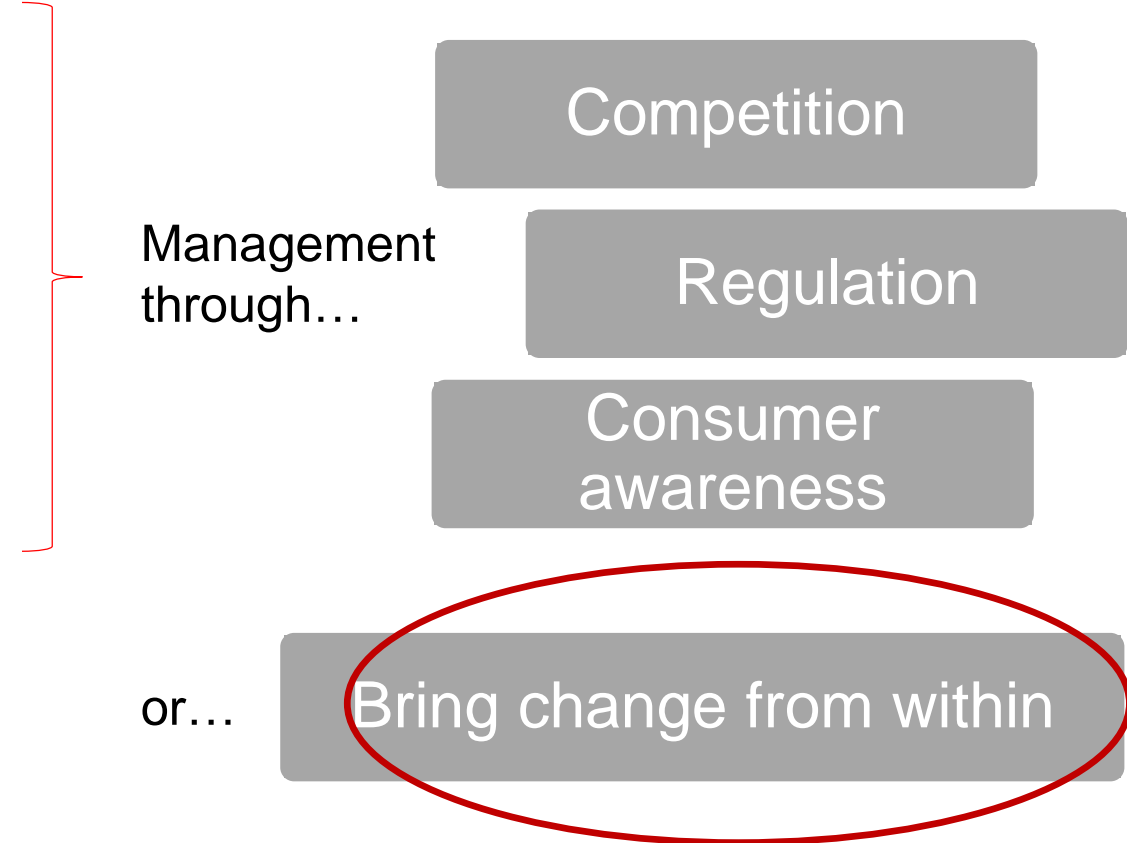 Competition
Management
through…
Regulation
Consumer
awareness
or…
Bring change from within